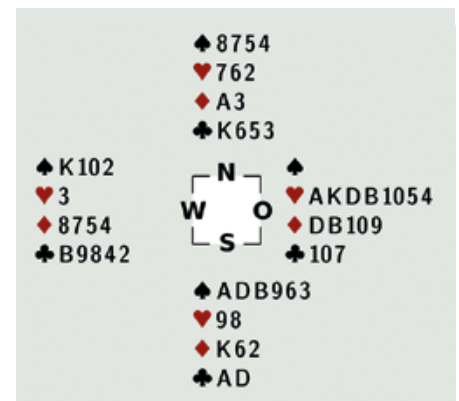 ♠ 8754
♥ 762
♦ A3
♣ K653
♠ K102
♥ 3
♦ 8754
♣ B9842
N
W O
S
♠
♥ AKDB1054
♦ DB109
♣ 107
♠ ADB963
♥ 98
♦ K62
♣ AD